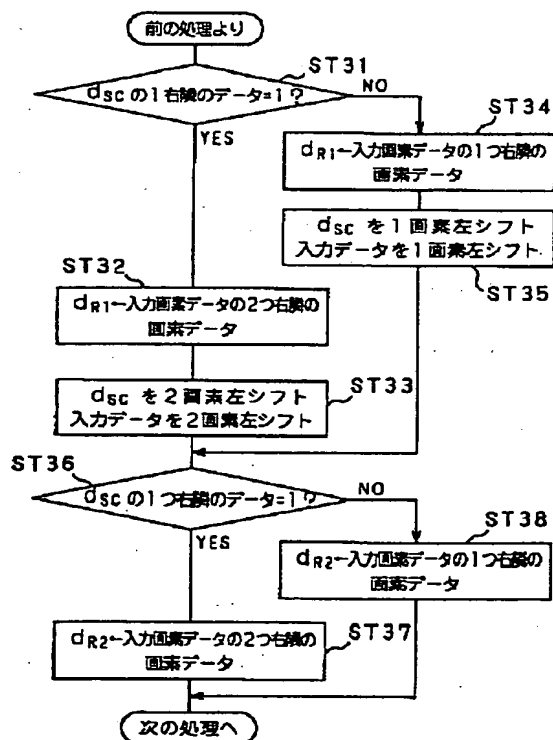 前の処理より
ST31
dSCの1右隣のデータ=1?
NO
YES
ST34
dR1←入力画素データの1つ右隣の
画素データ
dSC を1画素左シフト
入力データを1画素左シフト
ST35
ST32
dR1←入力画素データの2つ右隣の
画素データ
dSC を2画素左シフト
入力データを2画素左シフト
ST33
ST36
dSCの1つ右隣のデータ=1?
NO
YES
ST38
dR2←入力画素データの1つ右隣の
画素データ
dR2←入力画素データの2つ右隣の
画素データ
ST37
次の処理へ